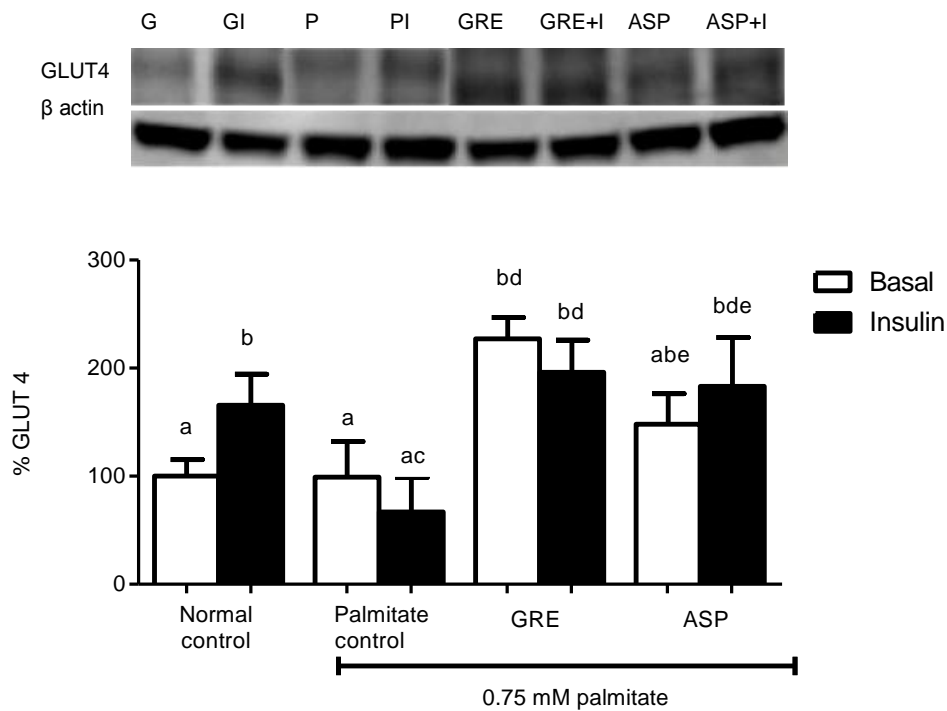 G GI P PI GRE GRE+I ASP ASP+I
GLUT4
β actin
300
200
100
0
% GLUT 4
a
b
a
ac
bd
bd
abe
bde
Basal
Insulin
Normal
control
Palmitate
control
GRE
ASP
0.75 mM palmitate